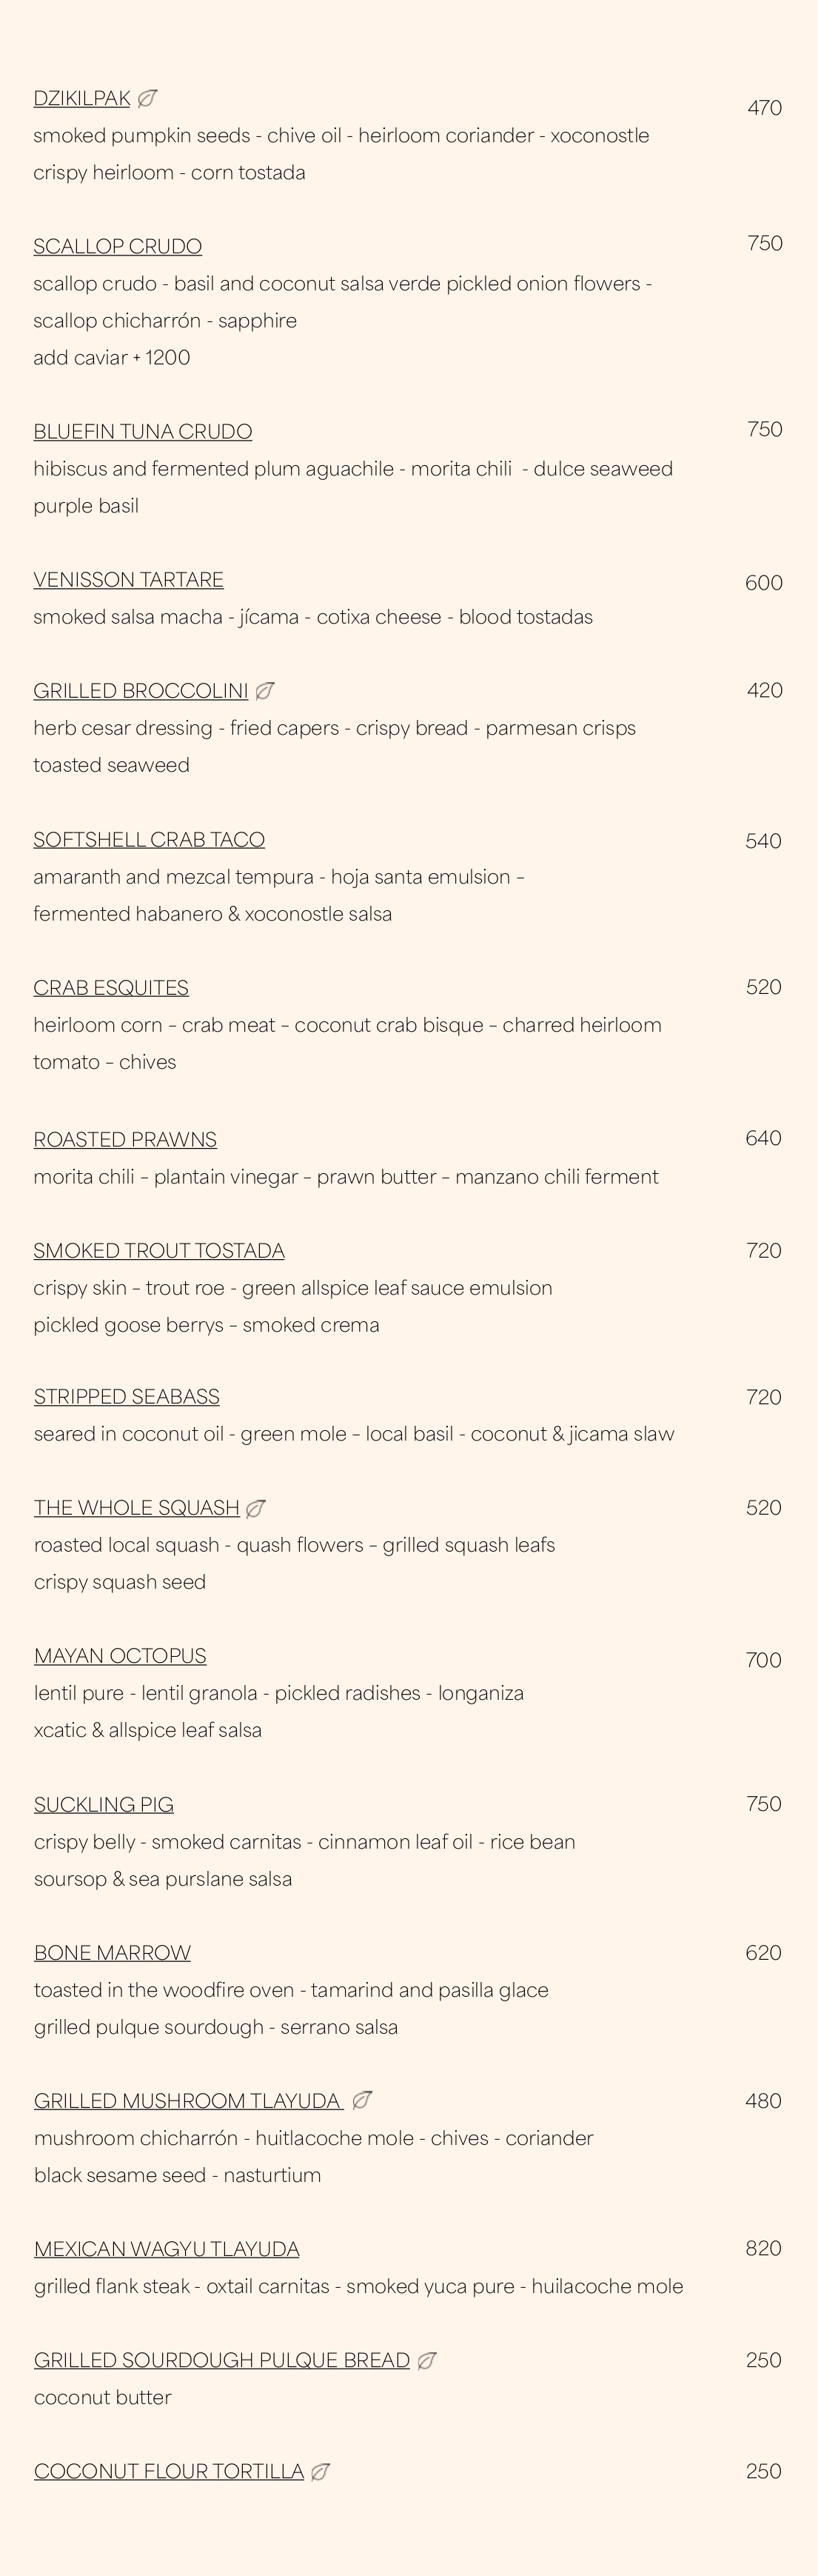 DZIKILPAK 470
smoked pumpkin seeds - chive oil - heirloom coriander - xoconostle
crispy heirloom - corn tostada
SCALLOP CRUDO 750
scallop crudo - basil and coconut salsa verde pickled onion flowers -
scallop chicharrón - sapphire
add caviar + 1200
BLUEFIN TUNA CRUDO 750
hibiscus and fermented plum aguachile - morita chili - dulce seaweed
purple basil
VENISSON TARTARE 600
smoked salsa macha - jícama - cotixa cheese - blood tostadas
GRILLED BROCCOLINI 420
herb cesar dressing - fried capers - crispy bread - parmesan crisps
toasted seaweed
SOFTSHELL CRAB TACO 540
amaranth and mezcal tempura - hoja santa emulsion –
fermented habanero & xoconostle salsa
CRAB ESQUITES 520
heirloom corn – crab meat – coconut crab bisque – charred heirloom
tomato – chives
ROASTED PRAWNS 640
morita chili – plantain vinegar – prawn butter – manzano chili ferment
SMOKED TROUT TOSTADA 720
crispy skin – trout roe - green allspice leaf sauce emulsion
pickled goose berrys – smoked crema
STRIPPED SEABASS 720
seared in coconut oil - green mole – local basil - coconut & jicama slaw
THE WHOLE SQUASH 520
roasted local squash - quash flowers – grilled squash leafs
crispy squash seed
MAYAN OCTOPUS 700
lentil pure - lentil granola - pickled radishes - longaniza
xcatic & allspice leaf salsa
SUCKLING PIG 750
crispy belly - smoked carnitas - cinnamon leaf oil - rice bean
soursop & sea purslane salsa
BONE MARROW 620
toasted in the woodfire oven - tamarind and pasilla glace
grilled pulque sourdough - serrano salsa
GRILLED MUSHROOM TLAYUDA 480
mushroom chicharrón - huitlacoche mole - chives - coriander
black sesame seed - nasturtium
MEXICAN WAGYU TLAYUDA 820
grilled flank steak - oxtail carnitas - smoked yuca pure - huilacoche mole
GRILLED SOURDOUGH PULQUE BREAD 250
coconut butter
COCONUT FLOUR TORTILLA 250